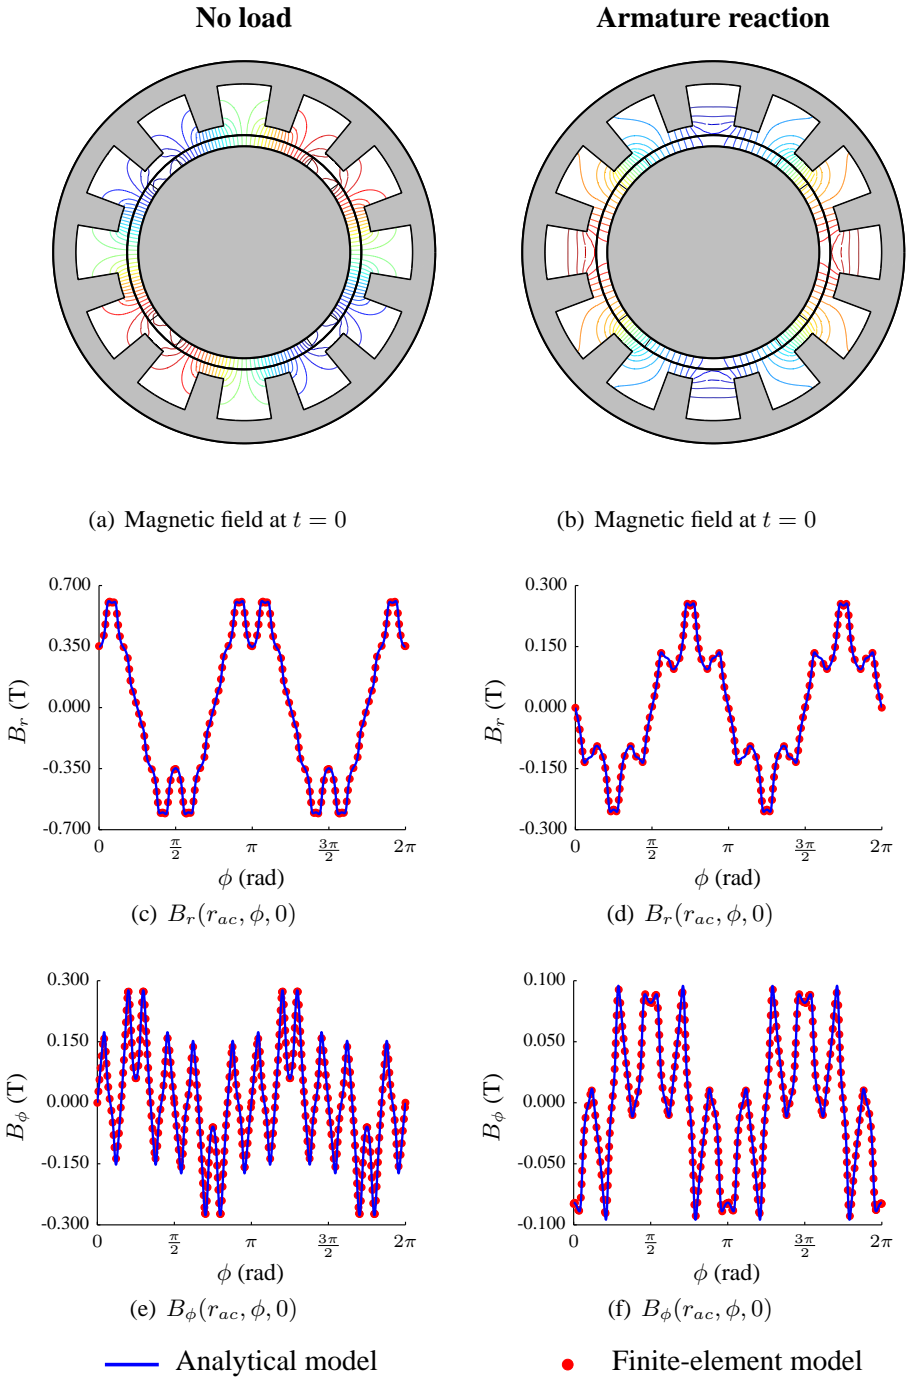 No load
Armature reaction
(a) Magnetic field at t = 0
(b) Magnetic field at t = 0
0.700
0.350
0.000
-0.350
-0.700
B_r (T)
0 π/2 π 3π/2 2π
ϕ (rad)
(c) B_r(r_ac, ϕ, 0)
0.300
0.150
0.000
-0.150
-0.300
B_r (T)
0 π/2 π 3π/2 2π
ϕ (rad)
(d) B_r(r_ac, ϕ, 0)
0.300
0.150
0.000
-0.150
-0.300
B_ϕ (T)
0 π/2 π 3π/2 2π
ϕ (rad)
(e) B_ϕ(r_ac, ϕ, 0)
0.100
0.050
0.000
-0.050
-0.100
B_ϕ (T)
0 π/2 π 3π/2 2π
ϕ (rad)
(f) B_ϕ(r_ac, ϕ, 0)
Analytical model
Finite-element model